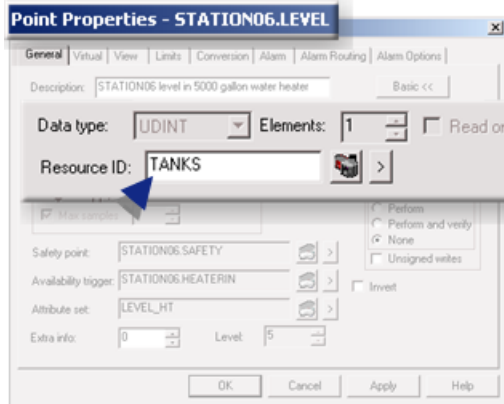 Point Properties - STATION06.LEVEL
General Virtual View Limits Conversion Alarm Alarm Routing Alarm Options
Description: STATION06 level in 5000 gallon water heater Basic <<
Data type: UDINT Elements: 1 Read on
Resource ID: TANKS >
Max samples
Perform
Perform and verify
None
Unsigned writes
Safety point: STATION06.SAFETY >
Availability trigger: STATION06.HEATERIN > Invert
Attribute set: LEVEL_HT >
Extra info: 0 Level: 5
OK Cancel Apply Help